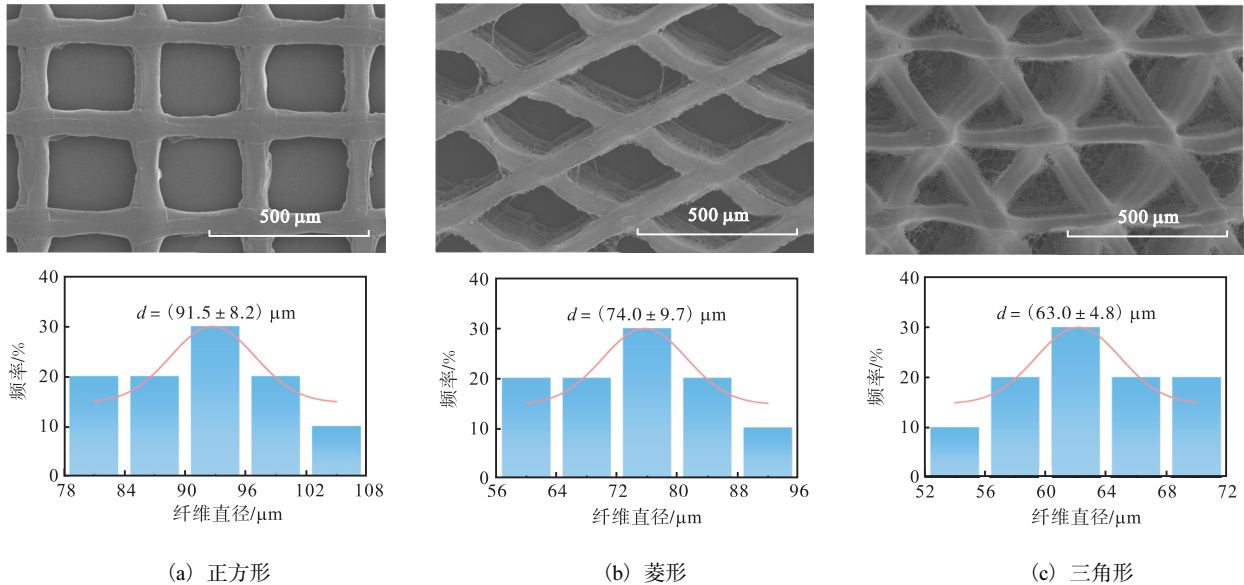 500 μm
500 μm
500 μm
40
30
20
10
0
频率/%
d =（91.5 ± 8.2）μm
78 84 90 96 102 108
纤维直径/μm
40
30
20
10
0
频率/%
d =（74.0 ± 9.7）μm
56 64 72 80 88 96
纤维直径/μm
40
30
20
10
0
频率/%
d =（63.0 ± 4.8）μm
52 56 60 64 68 72
纤维直径/μm
（a）正方形
（b）菱形
（c）三角形